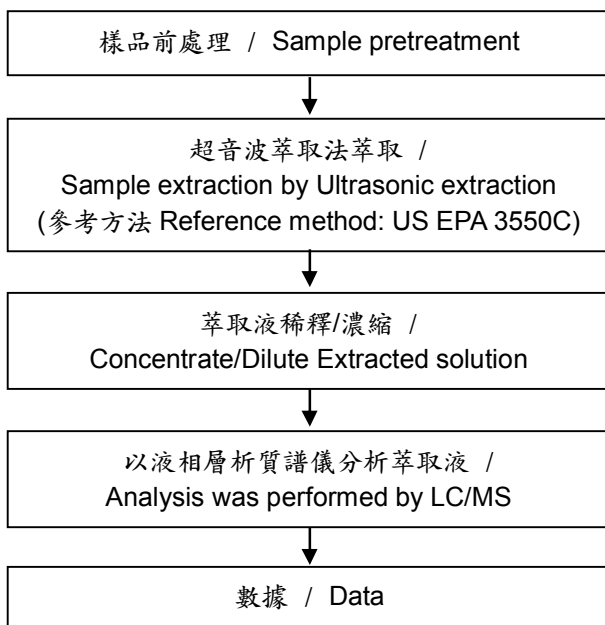 樣品前處理 / Sample pretreatment
超音波萃取法萃取 /
Sample extraction by Ultrasonic extraction
(參考方法 Reference method: US EPA 3550C)
萃取液稀釋/濃縮 /
Concentrate/Dilute Extracted solution
以液相層析質譜儀分析萃取液 /
Analysis was performed by LC/MS
數據 / Data